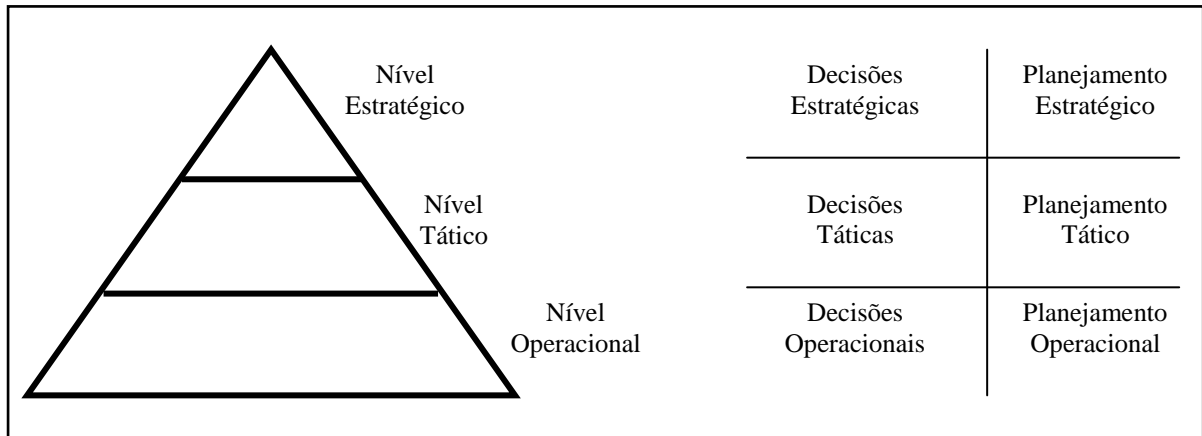 Nível
Estratégico
Decisões
Estratégicas
Planejamento
Estratégico
Nível
Tático
Decisões
Táticas
Planejamento
Tático
Nível
Operacional
Decisões
Operacionais
Planejamento
Operacional